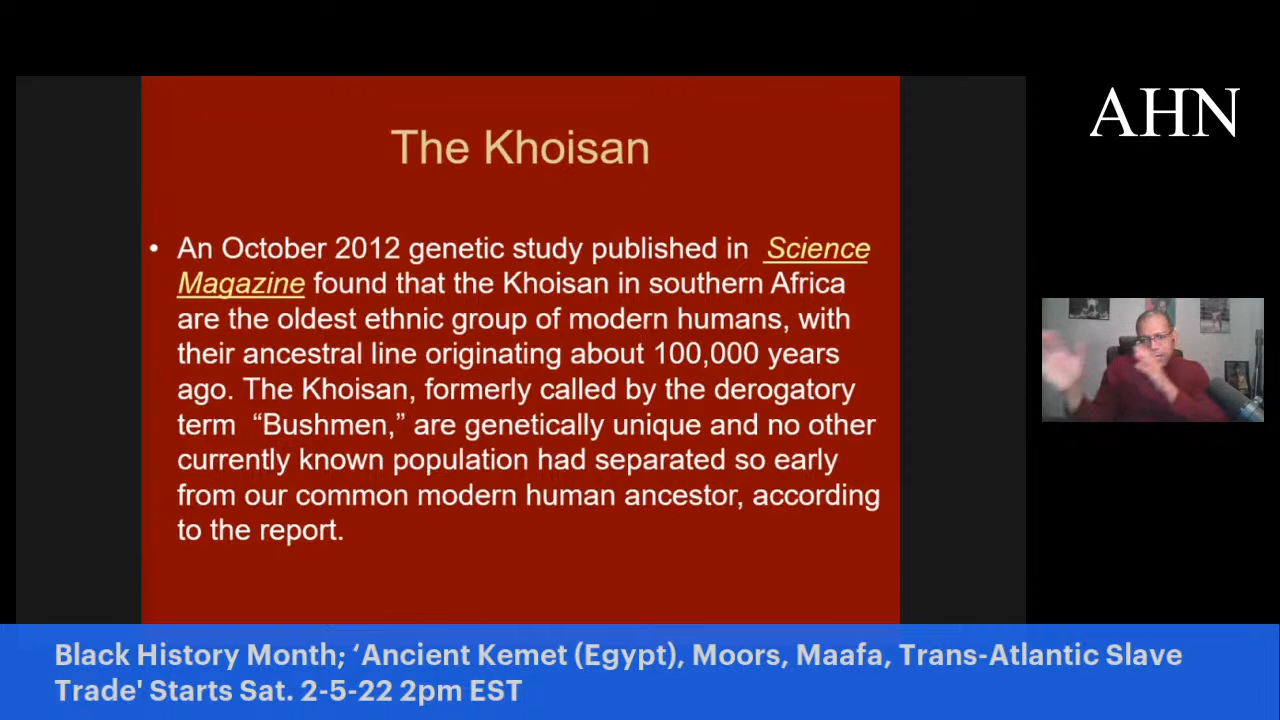 AHN
The Khoisan
• An October 2012 genetic study published in Science
Magazine found that the Khoisan in southern Africa
are the oldest ethnic group of modern humans, with
their ancestral line originating about 100,000 years
ago. The Khoisan, formerly called by the derogatory
term “Bushmen,” are genetically unique and no other
currently known population had separated so early
from our common modern human ancestor, according
to the report.
Black History Month; ‘Ancient Kemet (Egypt), Moors, Maafa, Trans-Atlantic Slave
Trade' Starts Sat. 2-5-22 2pm EST